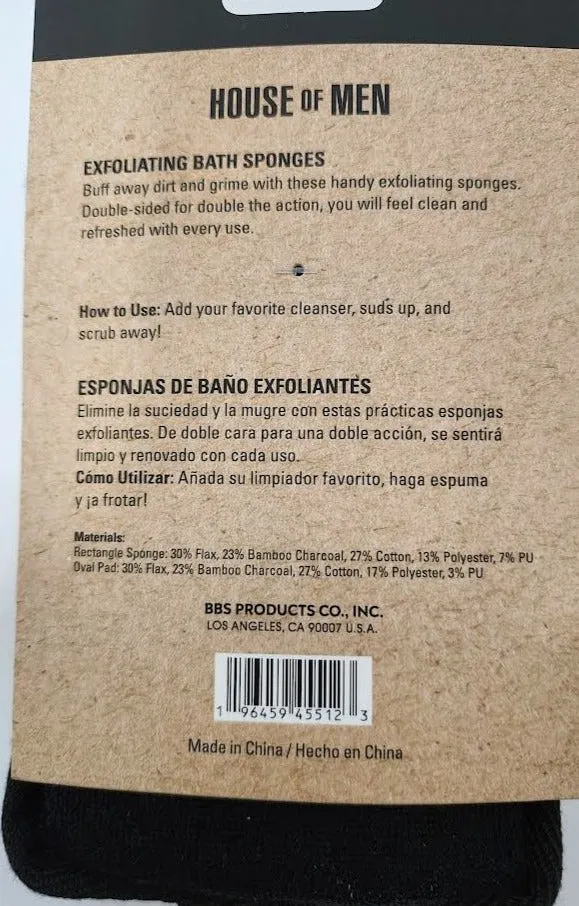 HOUSE OF MEN
EXFOLIATING BATH SPONGES
Buff away dirt and grime with these handy exfoliating sponges.
Double-sided for double the action, you will feel clean and
refreshed with every use.
How to Use: Add your favorite cleanser, suds up, and
scrub away!
ESPONJAS DE BAÑO EXFOLIANTES
Elimine la suciedad y la mugre con estas prácticas esponjas
exfoliantes. De doble cara para una doble acción, se sentirá
limpio y renovado con cada uso.
Cómo Utilizar: Añada su limpiador favorito, haga espuma
y ¡a frotar!
Materials:
Rectangle Sponge: 30% Flax, 23% Bamboo Charcoal, 27% Cotton, 13% Polyester, 7% PU
Oval Pad: 30% Flax, 23% Bamboo Charcoal, 27% Cotton, 17% Polyester, 3% PU
BBS PRODUCTS CO., INC.
LOS ANGELES, CA 90007 U.S.A.
1 96459 45512 3
Made in China / Hecho en China